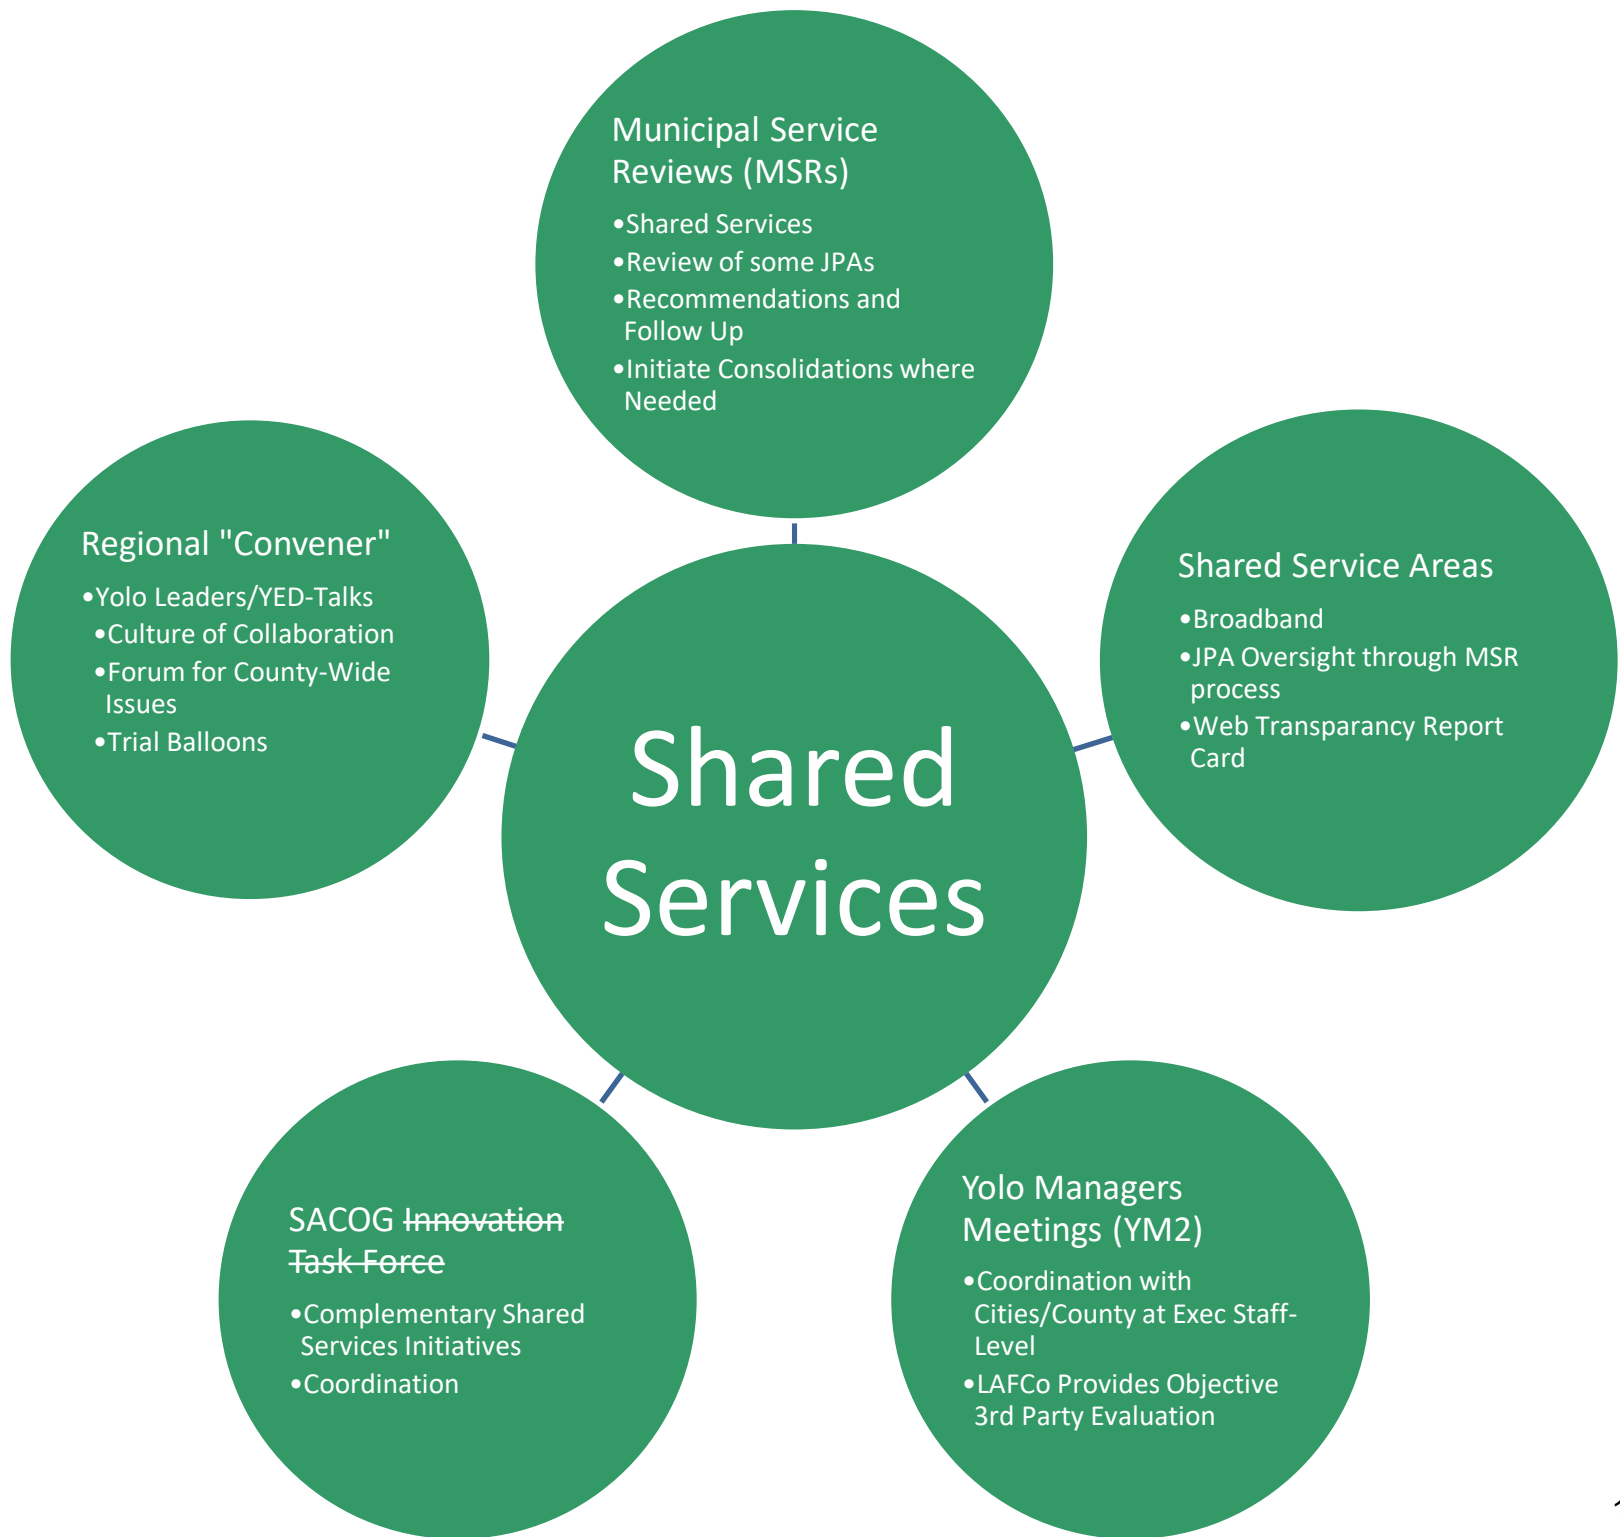 Municipal Service
Reviews (MSRs)
•Shared Services
•Review of some JPAs
•Recommendations and
Follow Up
•Initiate Consolidations where
Needed
Regional "Convener"
•Yolo Leaders/YED-Talks
•Culture of Collaboration
•Forum for County-Wide
Issues
•Trial Balloons
Shared Service Areas
•Broadband
•JPA Oversight through MSR
process
•Web Transparancy Report
Card
Shared
Services
SACOG Innovation
Task Force
•Complementary Shared
Services Initiatives
•Coordination
Yolo Managers
Meetings (YM2)
•Coordination with
Cities/County at Exec Staff-
Level
•LAFCo Provides Objective
3rd Party Evaluation